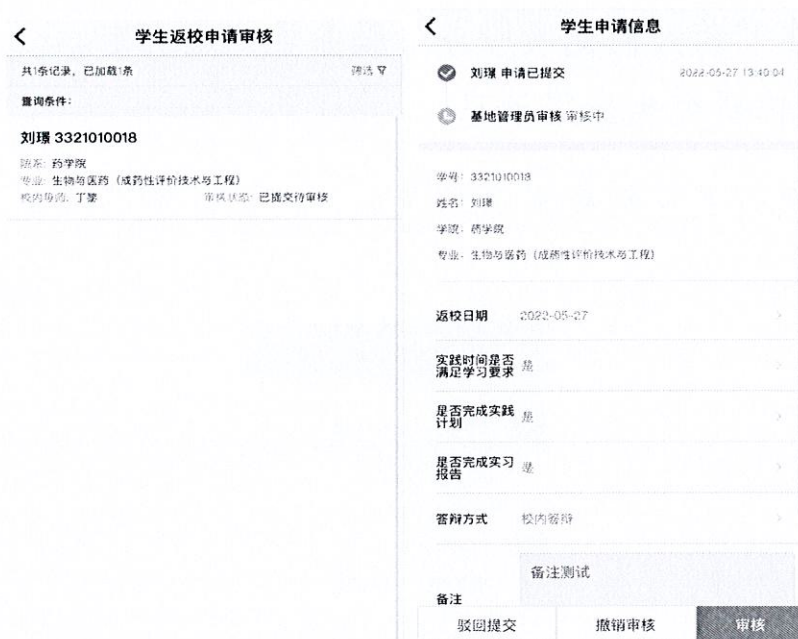 学生返校申请审核
共1条记录，已加载1条
筛选
查询条件：
刘璟 3321010018
院系：药学院
专业：生物与医药（成药性评价技术与工程）
校内导师：丁黎
审核状态：已提交待审核
学生申请信息
刘璟 申请已提交
2022-05-27 13:40:04
基地管理员审核 审核中
学号：3321010018
姓名：刘璟
学院：药学院
专业：生物与医药（成药性评价技术与工程）
返校日期 2022-05-27
实践时间是否
满足学习要求
是
是否完成实践
计划
是
是否完成实习
报告
是
答辩方式 校内答辩
备注测试
备注
驳回提交
撤销审核
审核